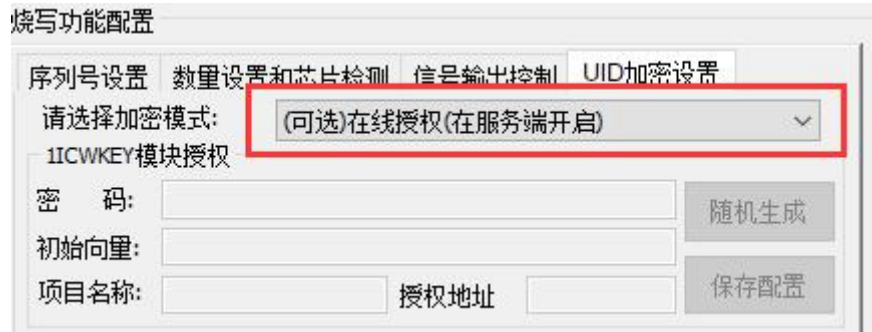 烧写功能配置
序列号设置 数量设置和芯片检测 信号输出控制 UID加密设置
请选择加密模式: (可选)在线授权(在服务端开启)
1ICWKEY模块授权
密 码: 随机生成
初始向量:
项目名称: 授权地址 保存配置